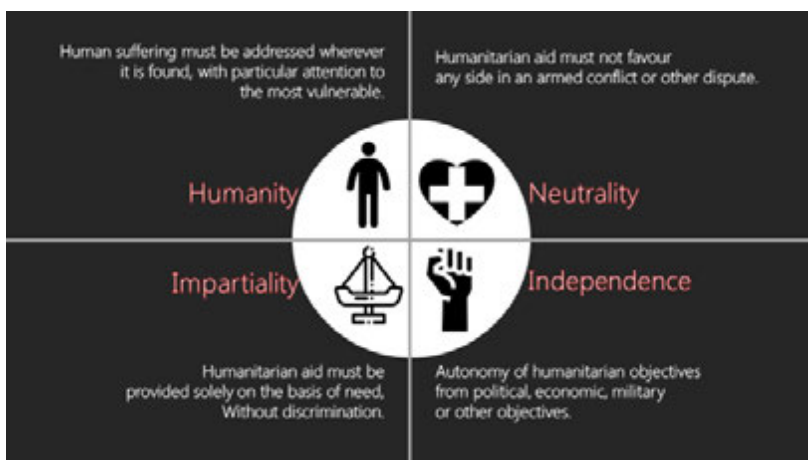 Human suffering must be addressed wherever
it is found, with particular attention to
the most vulnerable.
Humanity
Humanitarian aid must not favour
any side in an armed conflict or other dispute.
Neutrality
Impartiality
Humanitarian aid must be
provided solely on the basis of need,
Without discrimination.
Independence
Autonomy of humanitarian objectives
from political, economic, military
or other objectives.